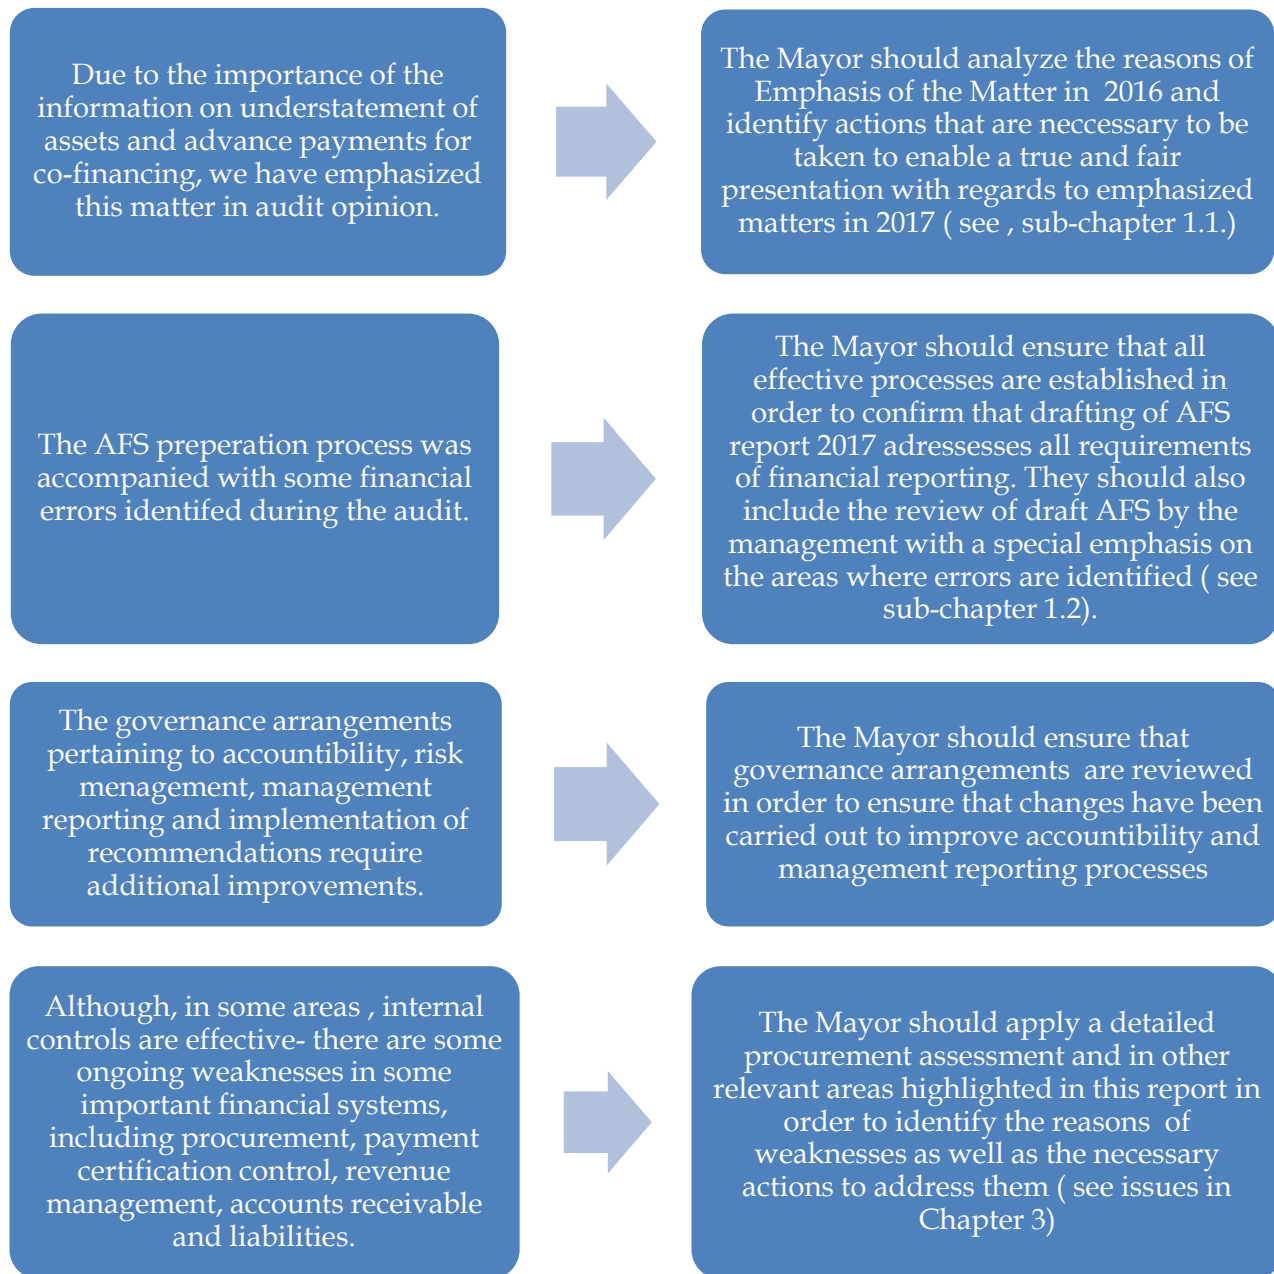 Due to the importance of the
information on understatement of
assets and advance payments for
co-financing, we have emphasized
this matter in audit opinion.
The Mayor should analyze the reasons of
Emphasis of the Matter in 2016 and
identify actions that are neccessary to be
taken to enable a true and fair
presentation with regards to emphasized
matters in 2017 ( see , sub-chapter 1.1.)
The AFS preperation process was
accompanied with some financial
errors identifed during the audit.
The Mayor should ensure that all
effective processes are established in
order to confirm that drafting of AFS
report 2017 adressesses all requirements
of financial reporting. They should also
include the review of draft AFS by the
management with a special emphasis on
the areas where errors are identified ( see
sub-chapter 1.2).
The governance arrangements
pertaining to accountibility, risk
menagement, management
reporting and implementation of
recommendations require
additional improvements.
The Mayor should ensure that
governance arrangements are reviewed
in order to ensure that changes have been
carried out to improve accountibility and
management reporting processes
Although, in some areas , internal
controls are effective- there are some
ongoing weaknesses in some
important financial systems,
including procurement, payment
certification control, revenue
management, accounts receivable
and liabilities.
The Mayor should apply a detailed
procurement assessment and in other
relevant areas highlighted in this report in
order to identify the reasons of
weaknesses as well as the necessary
actions to address them ( see issues in
Chapter 3)